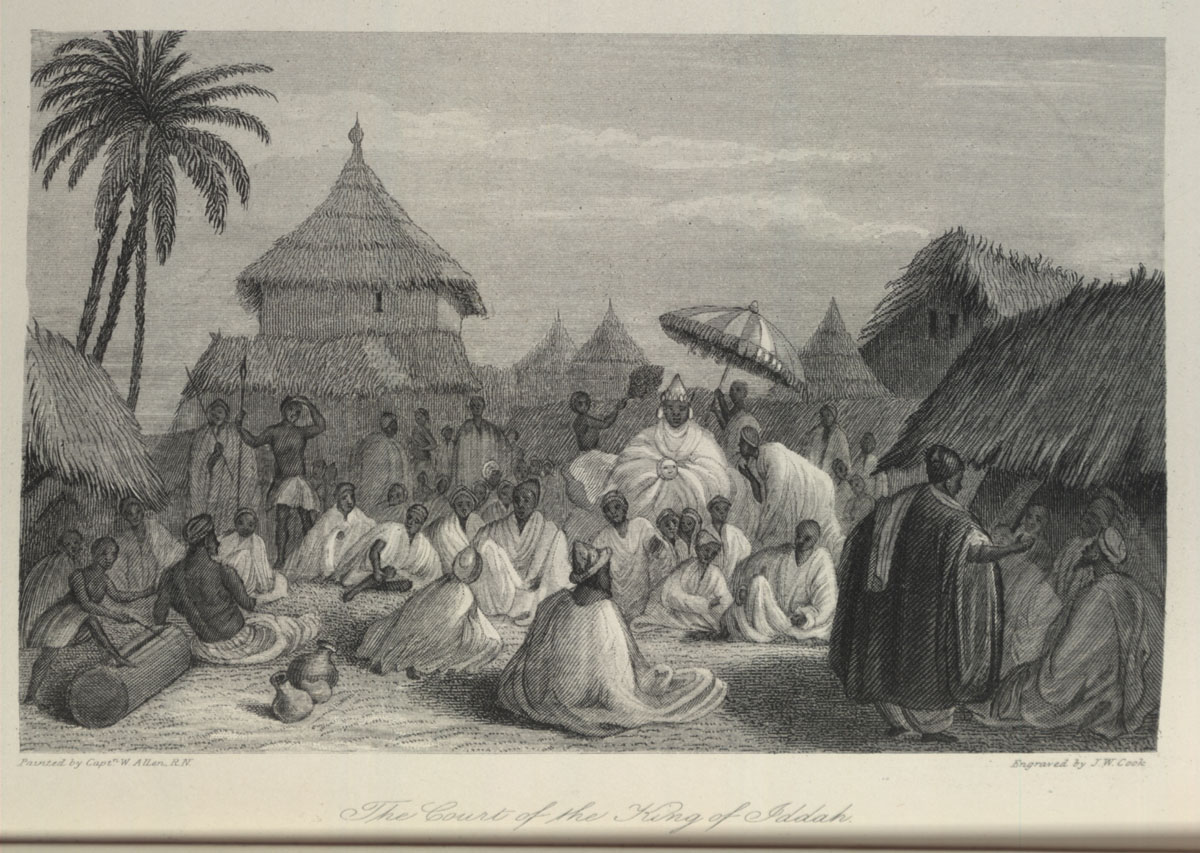 Painted by Captn. W. Allen, R.N.
Engraved by J.W. Cook
The Court of the King of Iddah.